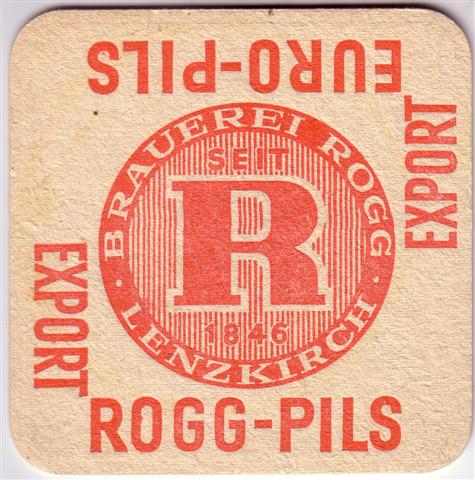 EURO-PILS
EXPORT
BRAUEREI ROGG
SEIT
R
1846
· LENZKIRCH ·
EXPORT
ROGG-PILS